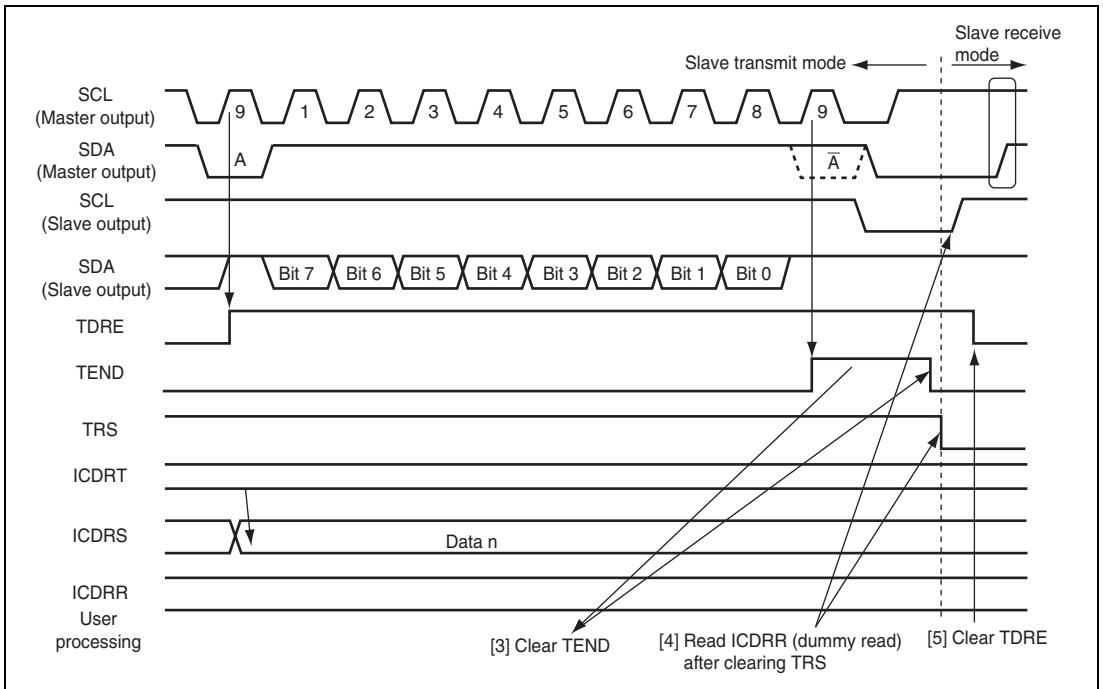 Slave receive
mode
Slave transmit mode
SCL
(Master output)
9 1 2 3 4 5 6 7 8 9
SDA
(Master output)
A A̅
SCL
(Slave output)
SDA
(Slave output)
Bit 7 Bit 6 Bit 5 Bit 4 Bit 3 Bit 2 Bit 1 Bit 0
TDRE
TEND
TRS
ICDRT
ICDRS
Data n
ICDRR
User
processing
[3] Clear TEND
[4] Read ICDRR (dummy read)
after clearing TRS
[5] Clear TDRE